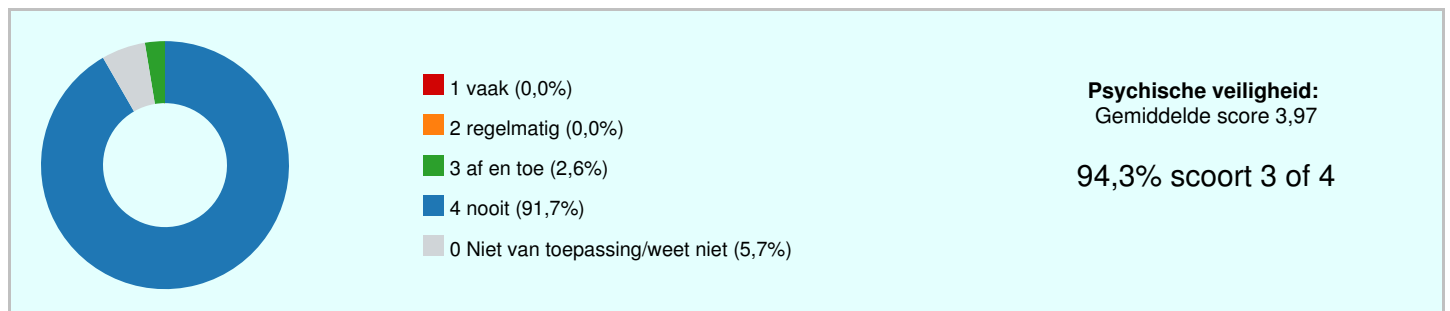 1 vaak (0,0%)
2 regelmatig (0,0%)
3 af en toe (2,6%)
4 nooit (91,7%)
0 Niet van toepassing/weet niet (5,7%)
Psychische veiligheid:
Gemiddelde score 3,97
94,3% scoort 3 of 4